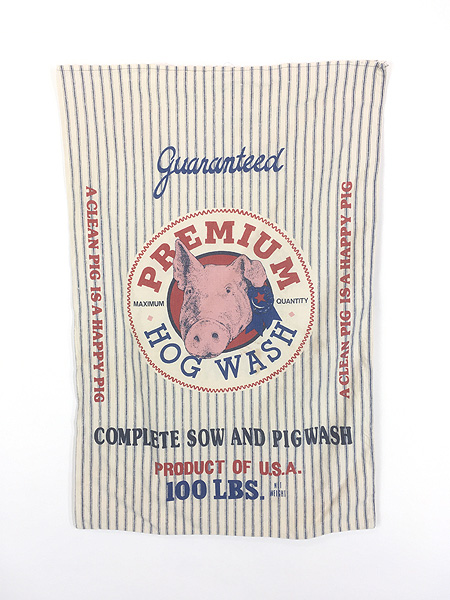 Guaranteed
A CLEAN PIG IS A HAPPY PIG
PREMIUM
MAXIMUM QUANTITY
HOG WASH
A CLEAN PIG IS A HAPPY PIG
COMPLETE SOW AND PIG WASH
PRODUCT OF U.S.A.
100 LBS. NET WEIGHT